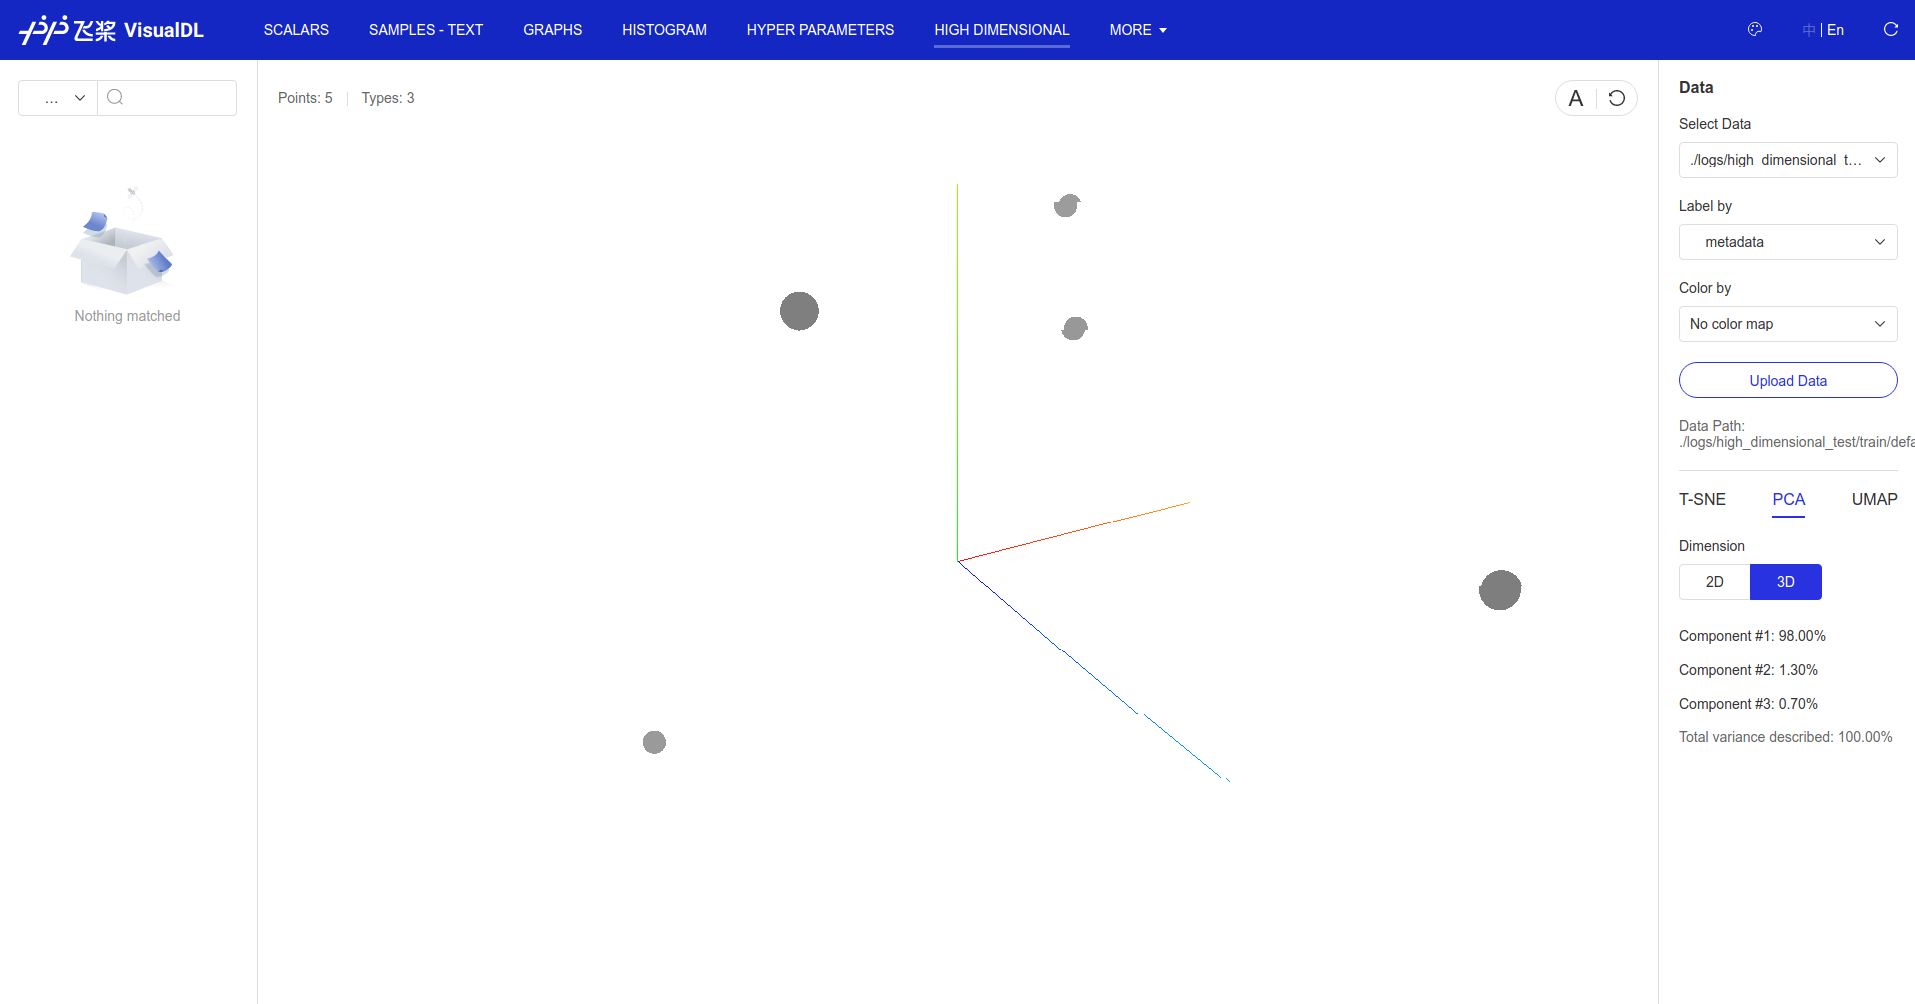 飞桨 VisualDL
SCALARS
SAMPLES - TEXT
GRAPHS
HISTOGRAM
HYPER PARAMETERS
HIGH DIMENSIONAL
MORE
中 | En
...
Nothing matched
Points: 5
Types: 3
A
Data
Select Data
./logs/high_dimensional_t...
Label by
metadata
Color by
No color map
Upload Data
Data Path:
./logs/high_dimensional_test/train/defa
T-SNE
PCA
UMAP
Dimension
2D
3D
Component #1: 98.00%
Component #2: 1.30%
Component #3: 0.70%
Total variance described: 100.00%